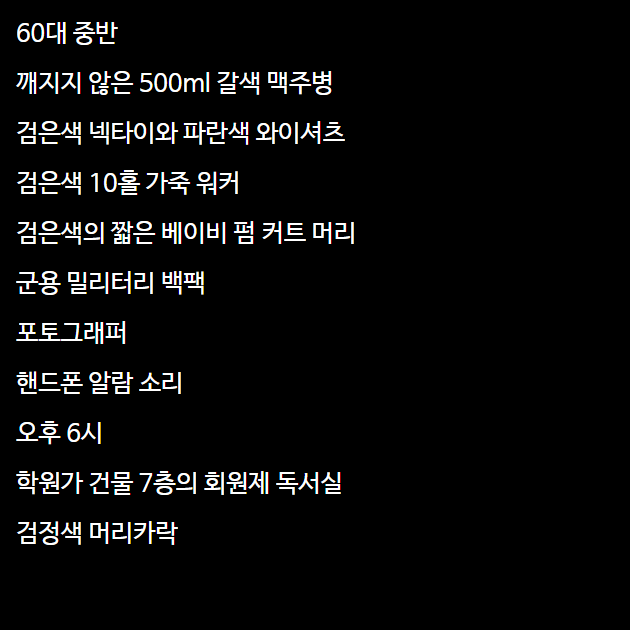 60대 중반
깨지지 않은 500ml 갈색 맥주병
검은색 넥타이와 파란색 와이셔츠
검은색 10홀 가죽 워커
검은색의 짧은 베이비 펌 커트 머리
군용 밀리터리 백팩
포토그래퍼
핸드폰 알람 소리
오후 6시
학원가 건물 7층의 회원제 독서실
검정색 머리카락